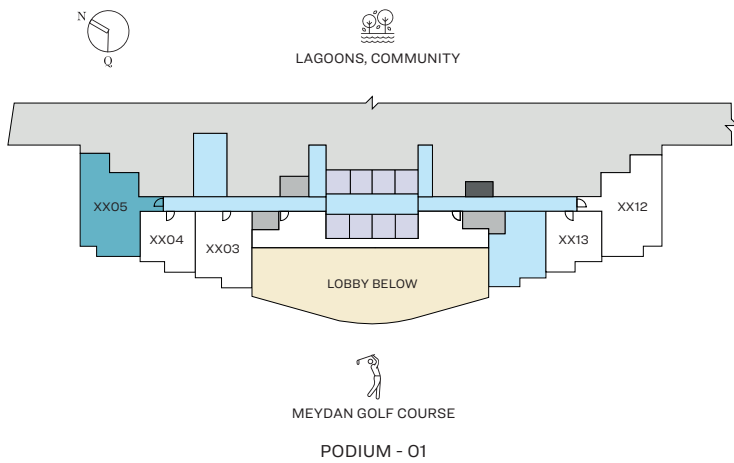 N
Q
LAGOONS, COMMUNITY
XX05
XX12
XX04
XX03
XX13
LOBBY BELOW
MEYDAN GOLF COURSE
PODIUM - 01